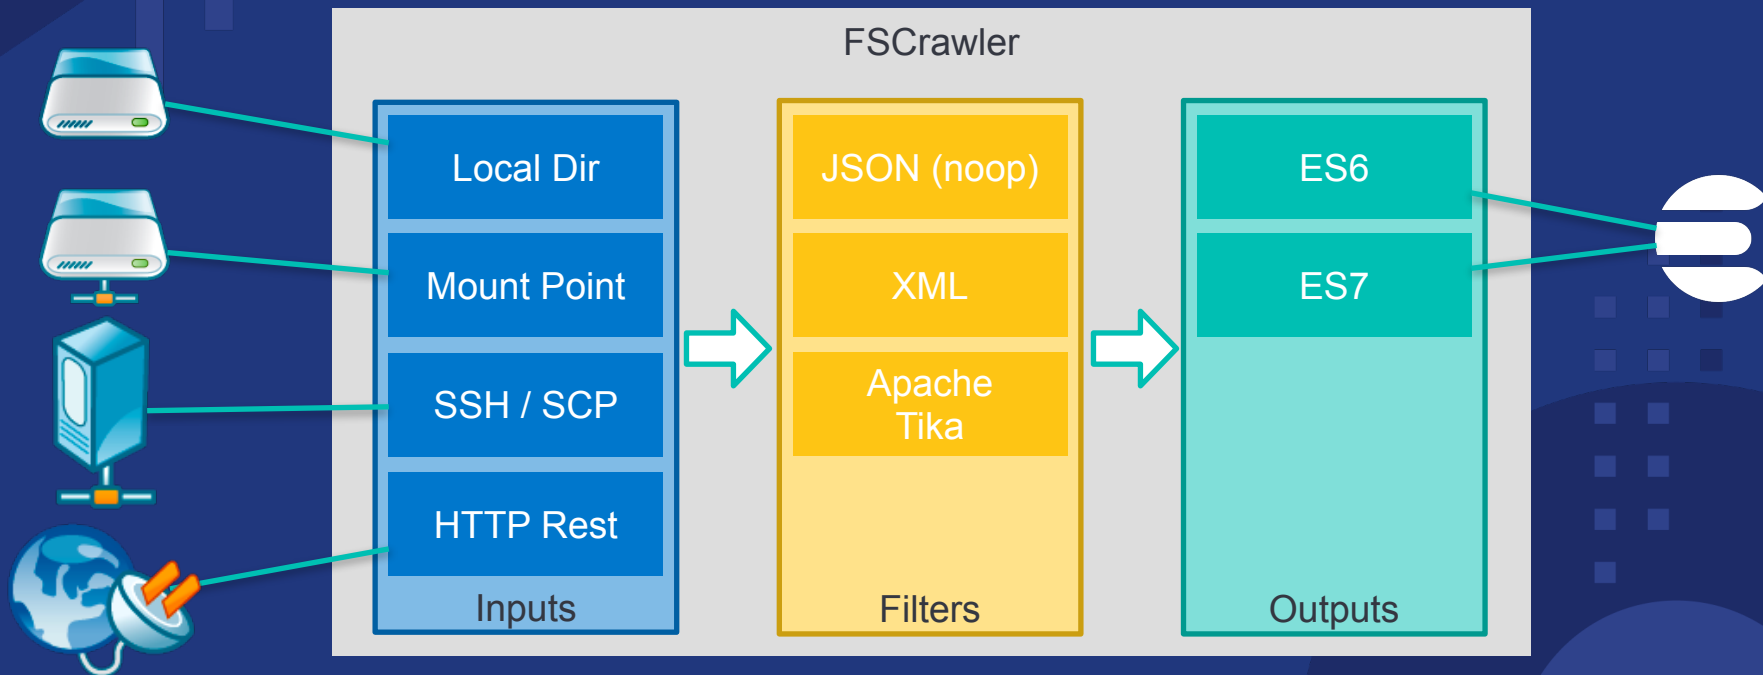 FSCrawler
Local Dir
Mount Point
SSH / SCP
HTTP Rest
Inputs
JSON (noop)
XML
Apache
Tika
Filters
ES6
ES7
Outputs